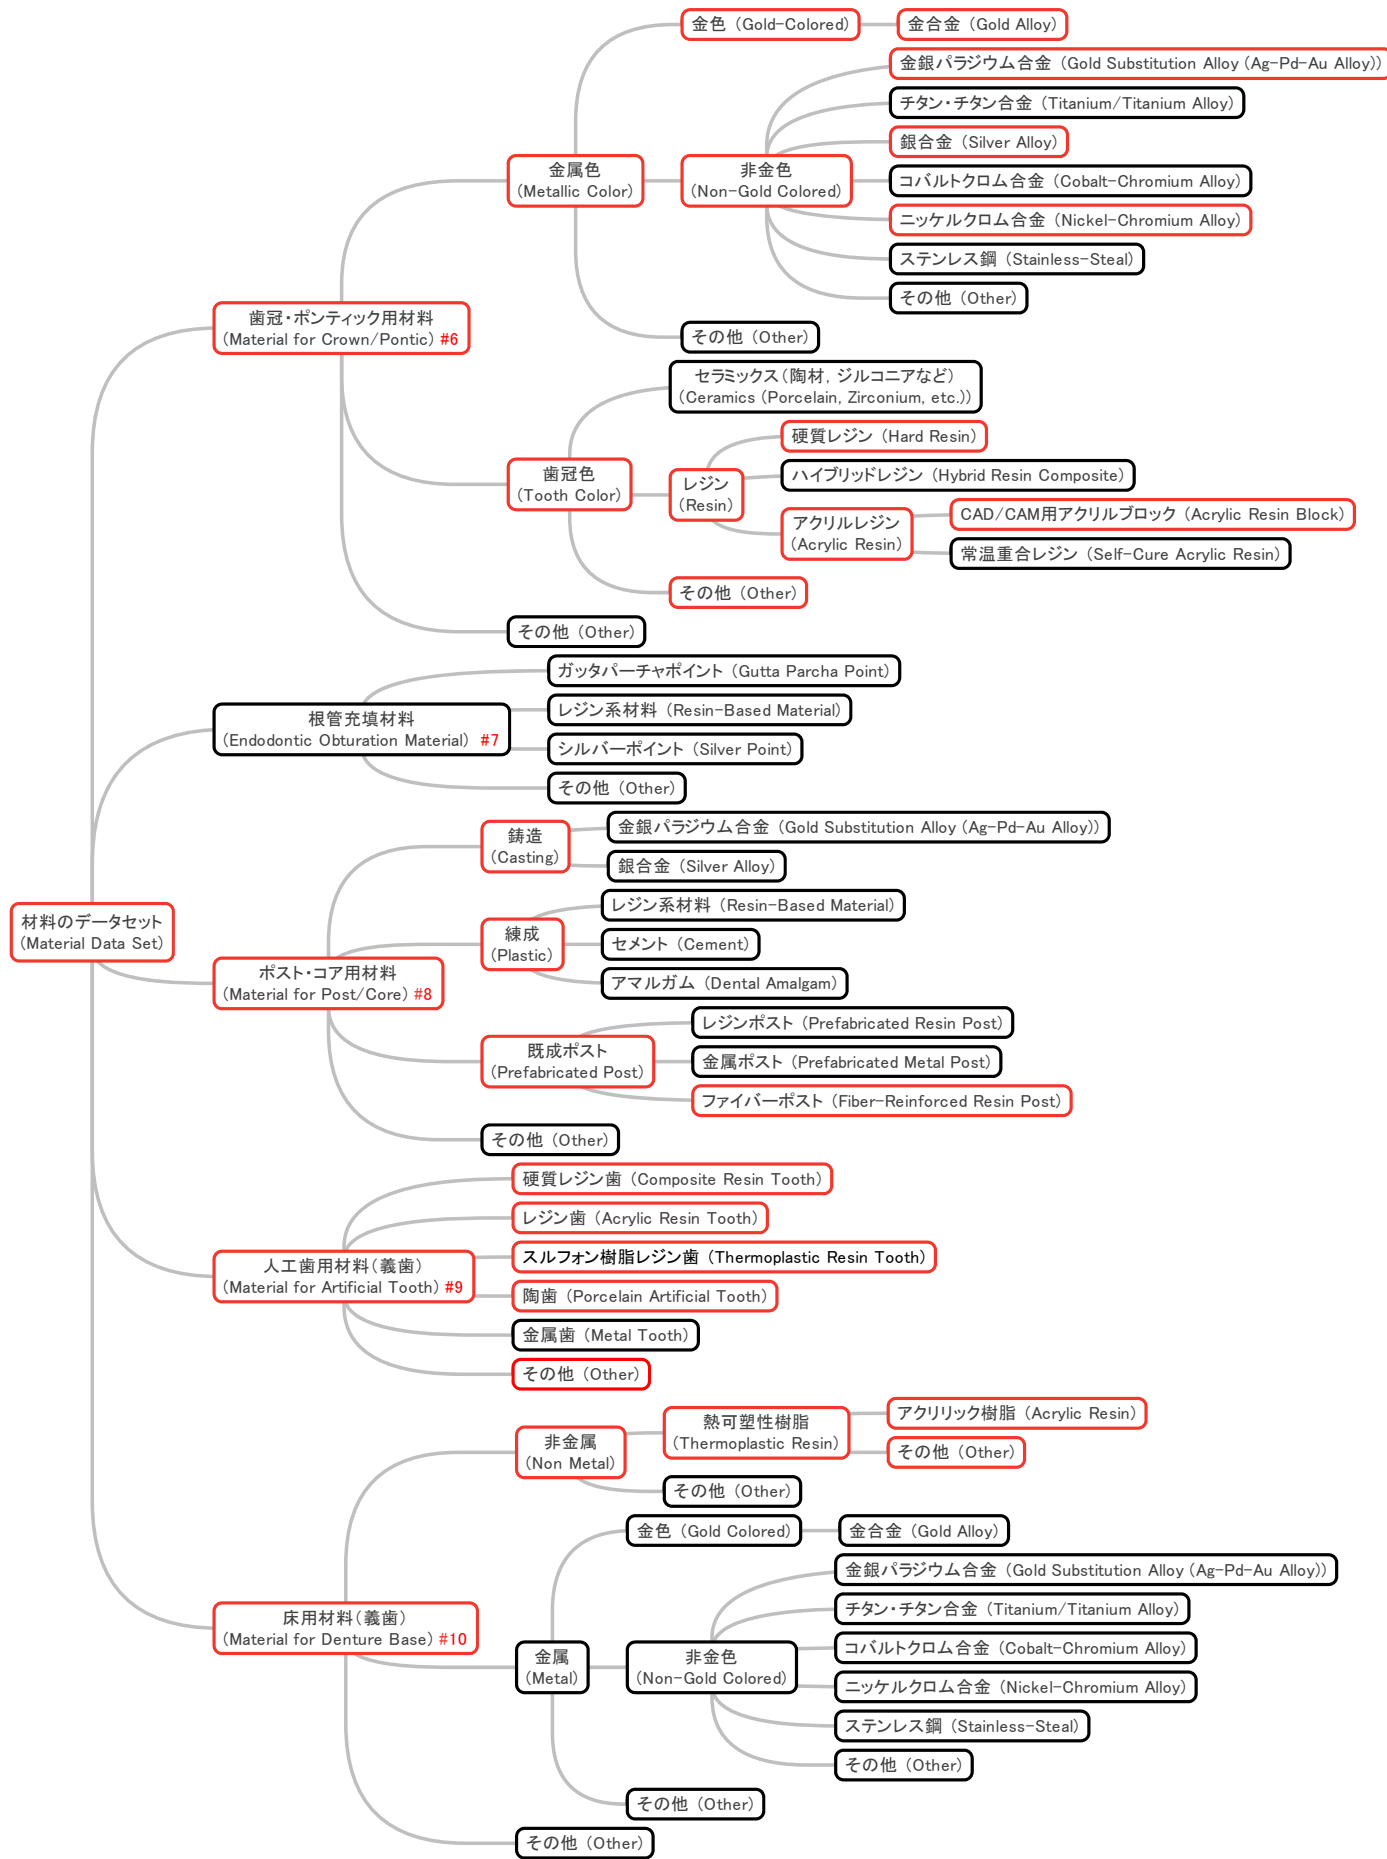 金色 (Gold-Colored)
金合金 (Gold Alloy)
金銀パラジウム合金 (Gold Substitution Alloy (Ag-Pd-Au Alloy))
チタン・チタン合金 (Titanium/Titanium Alloy)
銀合金 (Silver Alloy)
金属色
(Metallic Color)
非金色
(Non-Gold Colored)
コバルトクロム合金 (Cobalt-Chromium Alloy)
ニッケルクロム合金 (Nickel-Chromium Alloy)
ステンレス鋼 (Stainless-Steal)
その他 (Other)
歯冠・ポンティック用材料
(Material for Crown/Pontic) #6
その他 (Other)
セラミックス(陶材, ジルコニアなど)
(Ceramics (Porcelain, Zirconium, etc.))
硬質レジン (Hard Resin)
歯冠色
(Tooth Color)
レジン
(Resin)
ハイブリッドレジン (Hybrid Resin Composite)
アクリルレジン
(Acrylic Resin)
CAD/CAM用アクリルブロック (Acrylic Resin Block)
常温重合レジン (Self-Cure Acrylic Resin)
その他 (Other)
その他 (Other)
ガッタパーチャポイント (Gutta Parcha Point)
根管充填材料
(Endodontic Obturation Material) #7
レジン系材料 (Resin-Based Material)
シルバーポイント (Silver Point)
その他 (Other)
鋳造
(Casting)
金銀パラジウム合金 (Gold Substitution Alloy (Ag-Pd-Au Alloy))
銀合金 (Silver Alloy)
材料のデータセット
(Material Data Set)
練成
(Plastic)
レジン系材料 (Resin-Based Material)
セメント (Cement)
アマルガム (Dental Amalgam)
ポスト・コア用材料
(Material for Post/Core) #8
既成ポスト
(Prefabricated Post)
レジンポスト (Prefabricated Resin Post)
金属ポスト (Prefabricated Metal Post)
ファイバーポスト (Fiber-Reinforced Resin Post)
その他 (Other)
硬質レジン歯 (Composite Resin Tooth)
レジン歯 (Acrylic Resin Tooth)
人工歯用材料(義歯)
(Material for Artificial Tooth) #9
スルフォン樹脂レジン歯 (Thermoplastic Resin Tooth)
陶歯 (Porcelain Artificial Tooth)
金属歯 (Metal Tooth)
その他 (Other)
非金属
(Non Metal)
熱可塑性樹脂
(Thermoplastic Resin)
アクリリック樹脂 (Acrylic Resin)
その他 (Other)
その他 (Other)
金色 (Gold Colored)
金合金 (Gold Alloy)
金銀パラジウム合金 (Gold Substitution Alloy (Ag-Pd-Au Alloy))
チタン・チタン合金 (Titanium/Titanium Alloy)
床用材料(義歯)
(Material for Denture Base) #10
金属
(Metal)
非金色
(Non-Gold Colored)
コバルトクロム合金 (Cobalt-Chromium Alloy)
ニッケルクロム合金 (Nickel-Chromium Alloy)
ステンレス鋼 (Stainless-Steal)
その他 (Other)
その他 (Other)
その他 (Other)